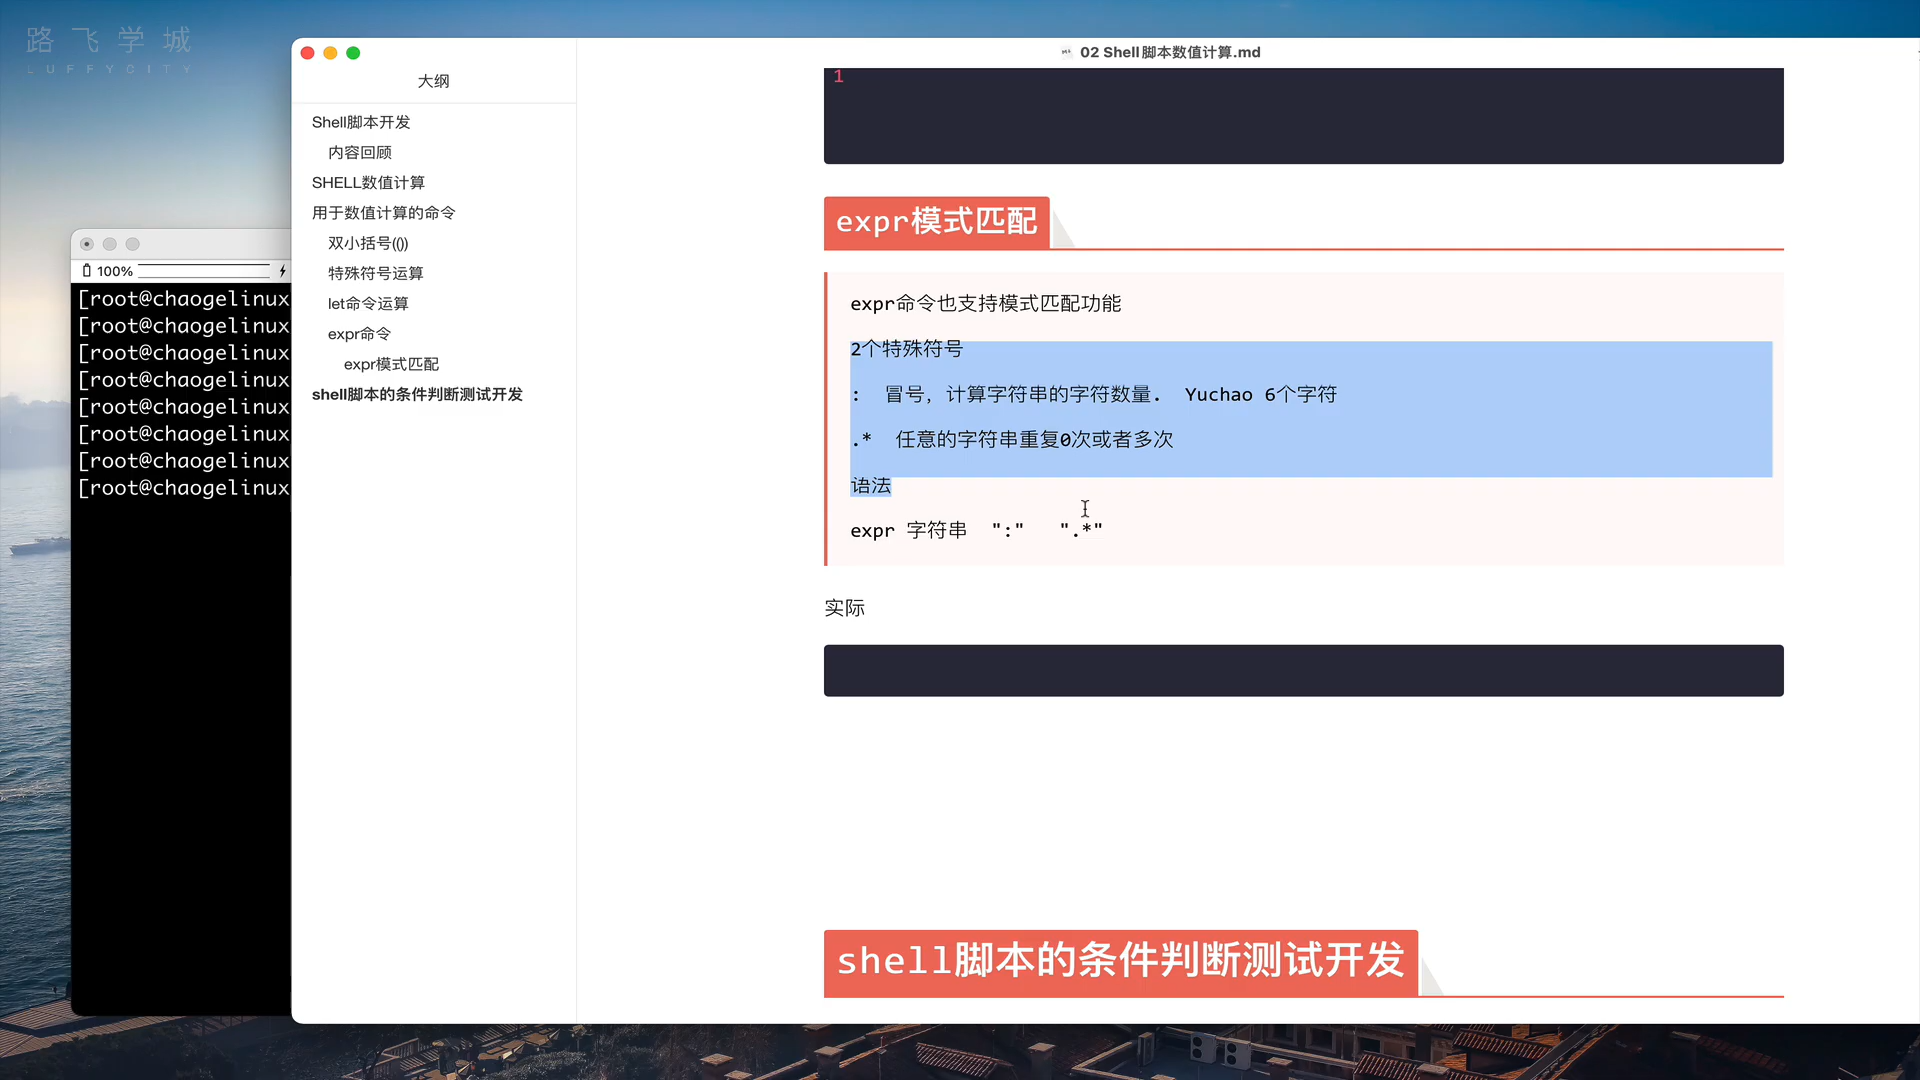 路飞学城
LUFFYCITY
02 Shell脚本数值计算.md
大纲
Shell脚本开发
内容回顾
SHELL数值计算
用于数值计算的命令
双小括号(())
特殊符号运算
let命令运算
expr命令
expr模式匹配
shell脚本的条件判断测试开发
100%
[root@chaogelinux
[root@chaogelinux
[root@chaogelinux
[root@chaogelinux
[root@chaogelinux
[root@chaogelinux
[root@chaogelinux
[root@chaogelinux
1
expr模式匹配
expr命令也支持模式匹配功能
2个特殊符号
: 冒号，计算字符串的字符数量. Yuchao 6个字符
.* 任意的字符串重复0次或者多次
语法
expr 字符串 ":" ".*"
实际
shell脚本的条件判断测试开发